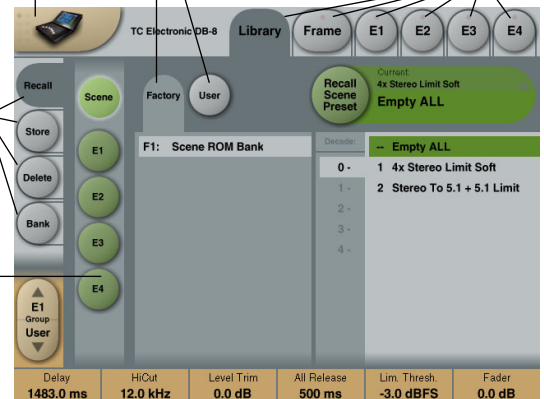 TC Electronic DB-8
Library
Frame
E1
E2
E3
E4
Recall
Store
Delete
Bank
Scene
E1
E2
E3
E4
Factory
User
Recall
Scene
Preset
Current:
4x Stereo Limit Soft
Empty ALL
F1: Scene ROM Bank
Decade:
0 -
1 -
2 -
3 -
4 -
-- Empty ALL
1 4x Stereo Limit Soft
2 Stereo To 5.1 + 5.1 Limit
E1
Group
User
Delay
1483.0 ms
HiCut
12.0 kHz
Level Trim
0.0 dB
All Release
500 ms
Lim. Thresh.
-3.0 dBFS
Fader
0.0 dB